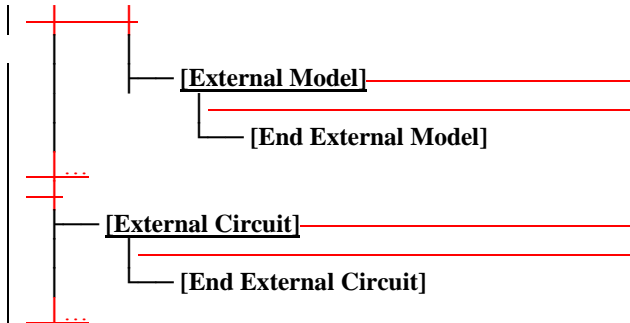 [External Model]
[End External Model]
...
[External Circuit]
[End External Circuit]
...